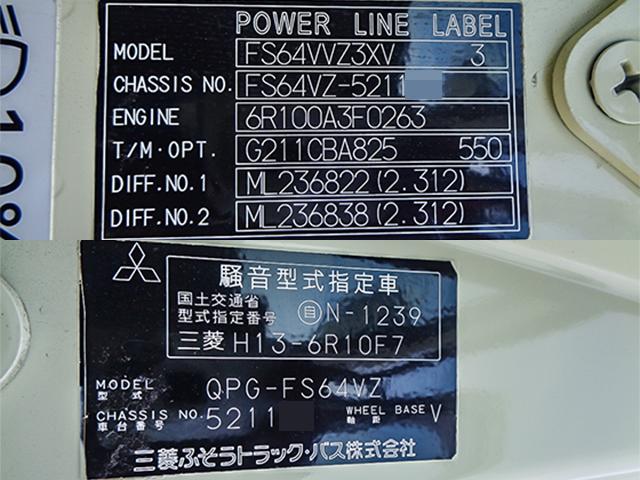 POWER LINE LABEL
MODEL FS64VVZ3XV 3
CHASSIS NO. FS64VZ-5211
ENGINE 6R100A3F0263
T/M·OPT. G211CBA825 550
DIFF.NO.1 ML236822(2.312)
DIFF.NO.2 ML236838(2.312)
騒音型式指定車
国土交通省
型式指定番号 自N-1239
三菱 H13-6R10F7
MODEL 型式 QPG-FS64VZ
CHASSIS NO. 車台番号 5211 WHEEL BASE 軸距 V
三菱ふそうトラック・バス株式会社